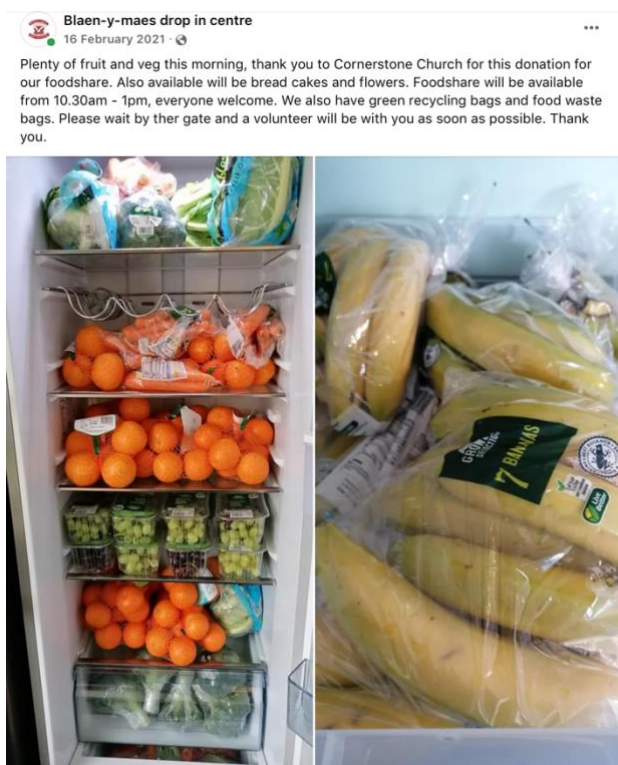 Blaen-y-maes drop in centre
16 February 2021 ·
Plenty of fruit and veg this morning, thank you to Cornerstone Church for this donation for
our foodshare. Also available will be bread cakes and flowers. Foodshare will be available
from 10.30am - 1pm, everyone welcome. We also have green recycling bags and food waste
bags. Please wait by ther gate and a volunteer will be with you as soon as possible. Thank
you.
7 BANANAS
Live
Better